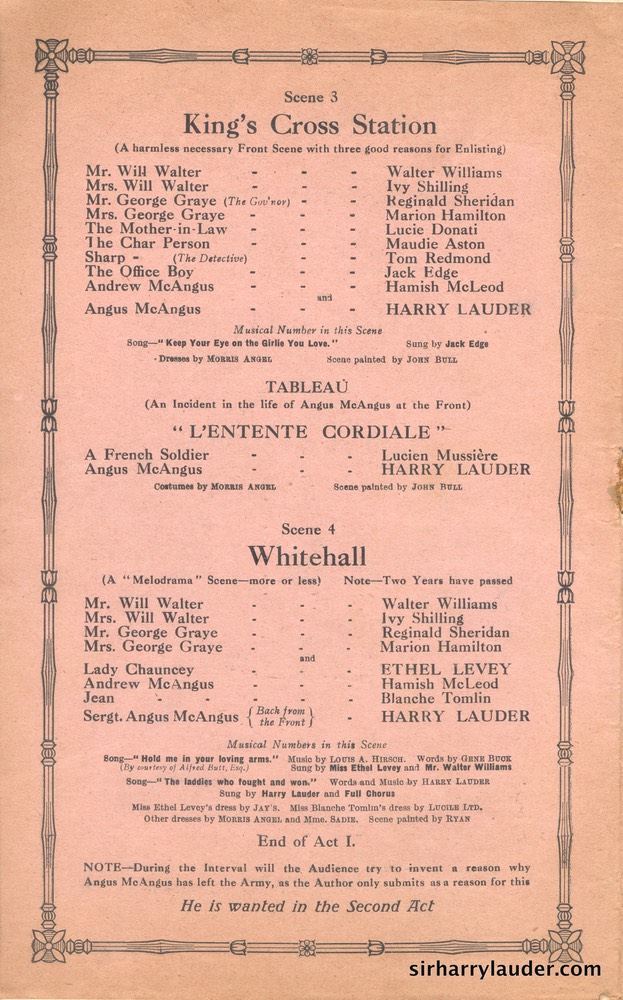 Scene 3
King's Cross Station
(A harmless necessary Front Scene with three good reasons for Enlisting)
Mr. Will Walter - - - Walter Williams
Mrs. Will Walter - - - Ivy Shilling
Mr. George Graye (The Guv'nor) - - - Reginald Sheridan
Mrs. George Graye - - - Marion Hamilton
The Mother-in-Law - - - Lucie Donati
The Char Person - - - Maudie Aston
Sharp - (The Detective) - - - Tom Redmond
The Office Boy - - - Jack Edge
Andrew McAngus - - - Hamish McLeod
and
Angus McAngus - - - HARRY LAUDER
Musical Number in this Scene
Song—"Keep Your Eye on the Girlie You Love." Sung by Jack Edge
Dresses by MORRIS ANGEL Scene painted by JOHN BULL
TABLEAU
(An Incident in the life of Angus McAngus at the Front)
"L'ENTENTE CORDIALE"
A French Soldier - - - Lucien Mussière
Angus McAngus - - - HARRY LAUDER
Costumes by MORRIS ANGEL Scene painted by JOHN BULL
Scene 4
Whitehall
(A "Melodrama" Scene—more or less) Note—Two Years have passed
Mr. Will Walter - - - Walter Williams
Mrs. Will Walter - - - Ivy Shilling
Mr. George Graye - - - Reginald Sheridan
Mrs. George Graye - - - Marion Hamilton
and
Lady Chauncey - - - ETHEL LEVEY
Andrew McAngus - - - Hamish McLeod
Jean - - - - - Blanche Tomlin
Sergt. Angus McAngus {Back from the Front} - HARRY LAUDER
Musical Numbers in this Scene
Song—"Hold me in your loving arms." Music by LOUIS A. HIRSCH. Words by GENE BUCK
(By courtesy of Alfred Butt, Esq.) Sung by Miss Ethel Levey and Mr. Walter Williams
Song—"The laddies who fought and won." Words and Music by HARRY LAUDER
Sung by Harry Lauder and Full Chorus
Miss Ethel Levey's dress by JAY'S. Miss Blanche Tomlin's dress by LUCILE LTD.
Other dresses by MORRIS ANGEL and Mme. SADIE. Scene painted by RYAN
End of Act I.
NOTE—During the Interval will the Audience try to invent a reason why
Angus McAngus has left the Army, as the Author only submits as a reason for this
He is wanted in the Second Act
sirharrylauder.com